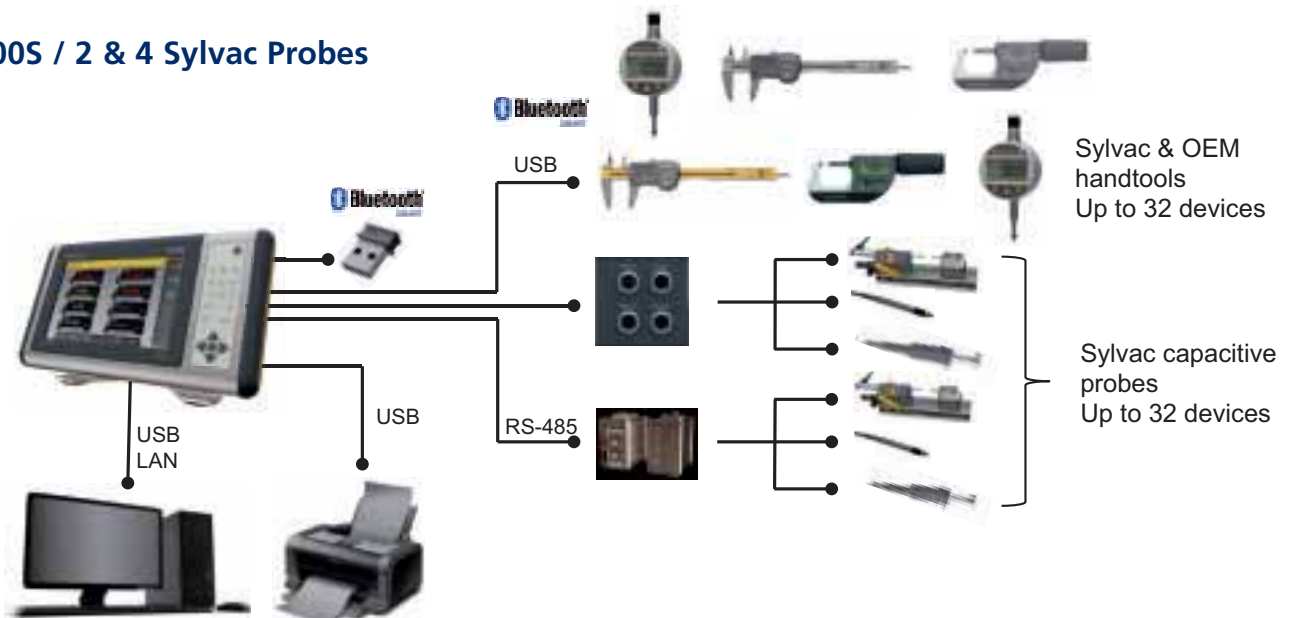 00S / 2 & 4 Sylvac Probes
Bluetooth
USB
Sylvac & OEM
handtools
Up to 32 devices
Bluetooth
Sylvac capacitive
probes
Up to 32 devices
USB
RS-485
USB
LAN